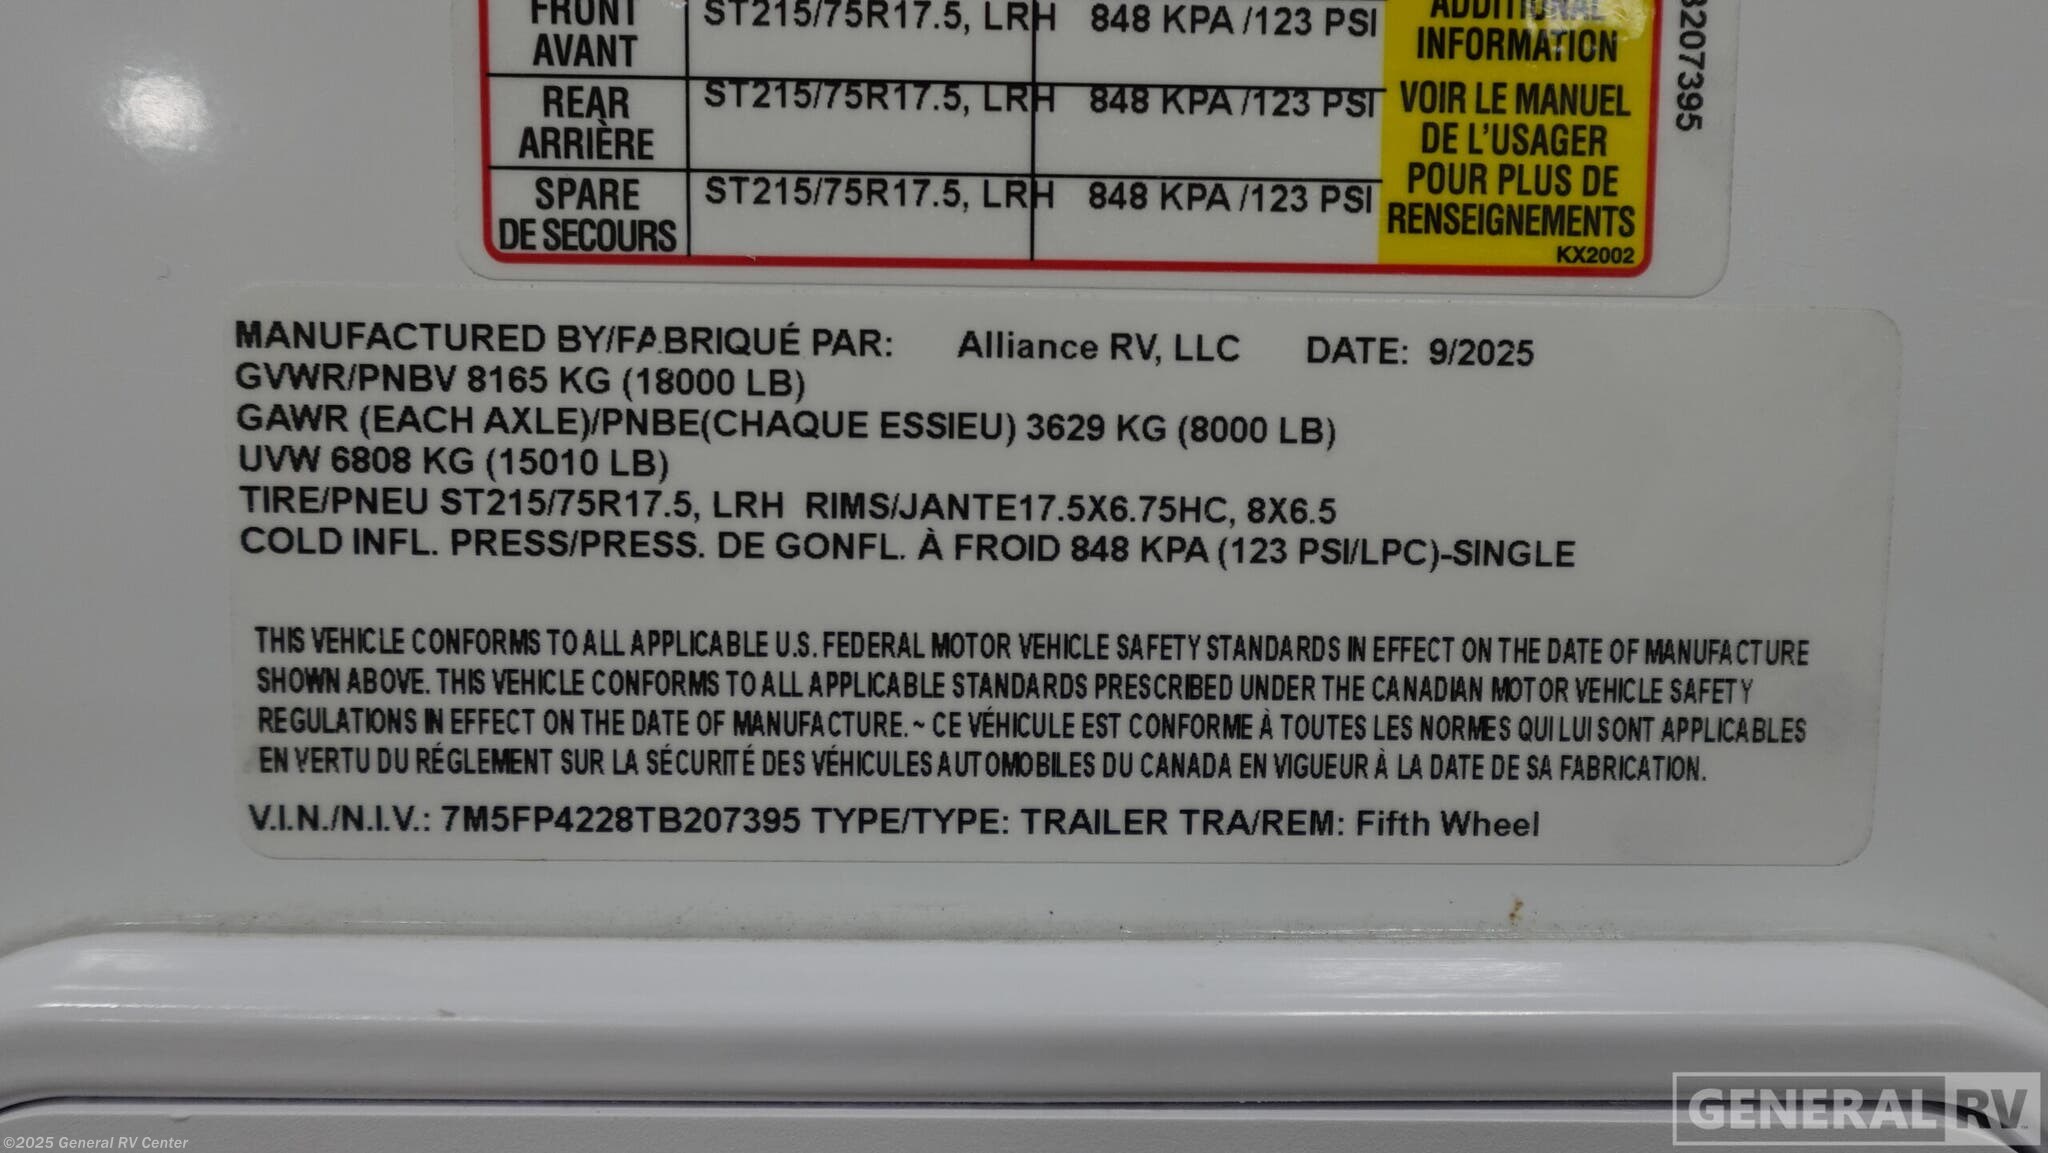 FRONT ST215/75R17.5, LRH 848 KPA /123 PSI
AVANT
REAR ST215/75R17.5, LRH 848 KPA /123 PSI
ARRIÈRE
SPARE ST215/75R17.5, LRH 848 KPA /123 PSI
DE SECOURS
ADDITIONAL
INFORMATION
VOIR LE MANUEL
DE L'USAGER
POUR PLUS DE
RENSEIGNEMENTS
KX2002
B207395
MANUFACTURED BY/FABRIQUÉ PAR: Alliance RV, LLC DATE: 9/2025
GVWR/PNBV 8165 KG (18000 LB)
GAWR (EACH AXLE)/PNBE(CHAQUE ESSIEU) 3629 KG (8000 LB)
UVW 6808 KG (15010 LB)
TIRE/PNEU ST215/75R17.5, LRH RIMS/JANTE17.5X6.75HC, 8X6.5
COLD INFL. PRESS/PRESS. DE GONFL. À FROID 848 KPA (123 PSI/LPC)-SINGLE
THIS VEHICLE CONFORMS TO ALL APPLICABLE U.S. FEDERAL MOTOR VEHICLE SAFETY STANDARDS IN EFFECT ON THE DATE OF MANUFACTURE
SHOWN ABOVE. THIS VEHICLE CONFORMS TO ALL APPLICABLE STANDARDS PRESCRIBED UNDER THE CANADIAN MOTOR VEHICLE SAFETY
REGULATIONS IN EFFECT ON THE DATE OF MANUFACTURE. ~ CE VÉHICULE EST CONFORME À TOUTES LES NORMES QUI LUI SONT APPLICABLES
EN VERTU DU RÉGLEMENT SUR LA SÉCURITÉ DES VÉHICULES AUTOMOBILES DU CANADA EN VIGUEUR À LA DATE DE SA FABRICATION.
V.I.N./N.I.V.: 7M5FP4228TB207395 TYPE/TYPE: TRAILER TRA/REM: Fifth Wheel
GENERAL RV
©2025 General RV Center